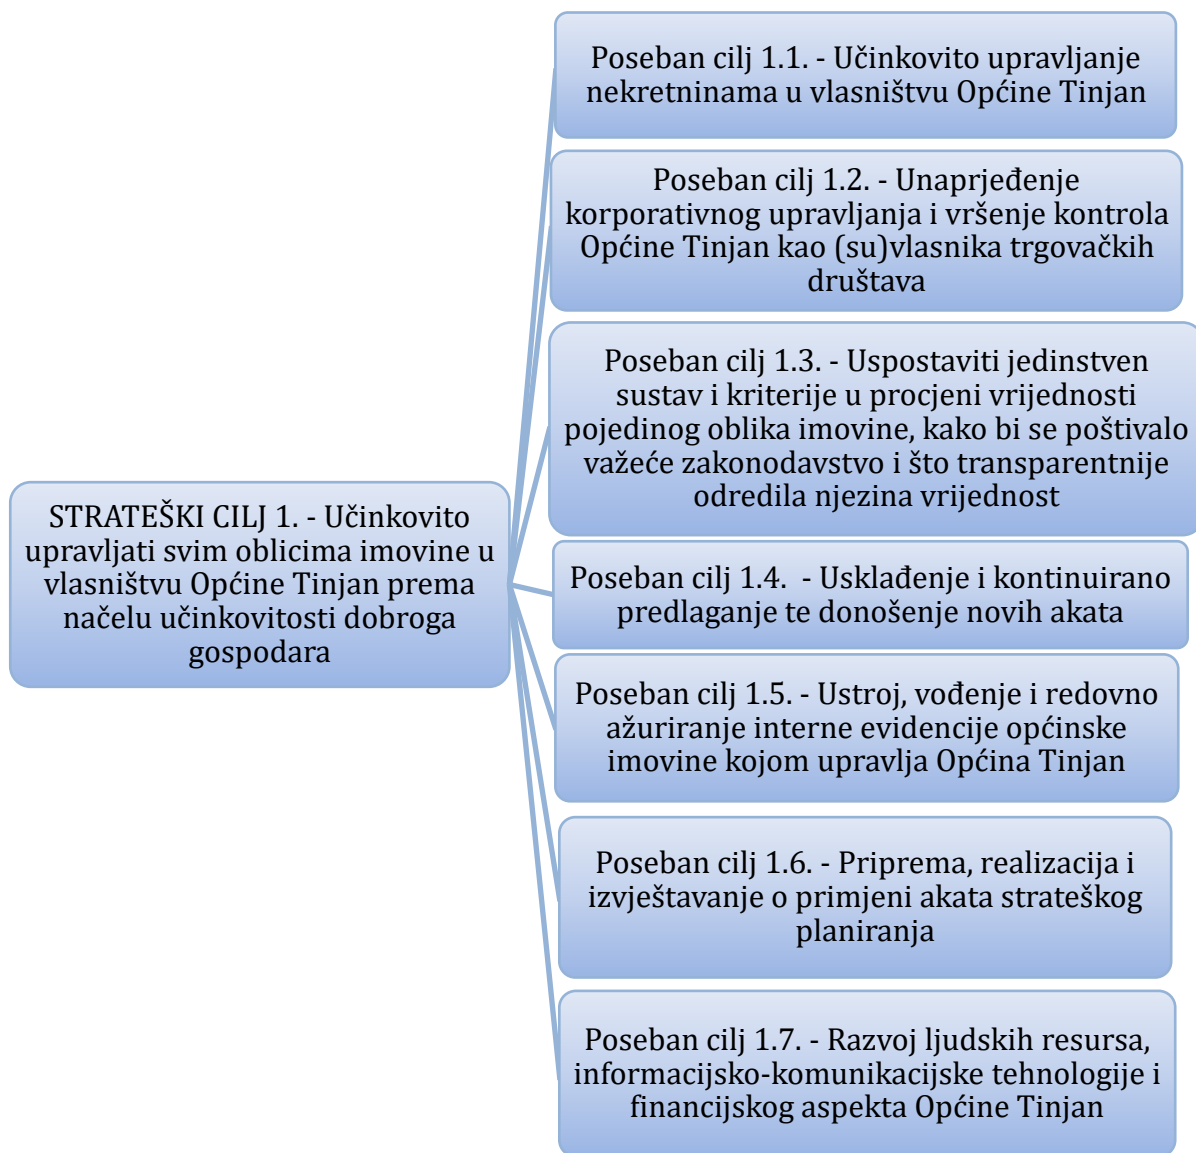 STRATEŠKI CILJ 1. - Učinkovito
upravljati svim oblicima imovine u
vlasništvu Općine Tinjan prema
načelu učinkovitosti dobroga
gospodara
Poseban cilj 1.1. - Učinkovito upravljanje
nekretninama u vlasništvu Općine Tinjan
Poseban cilj 1.2. - Unaprjeđenje
korporativnog upravljanja i vršenje kontrola
Općine Tinjan kao (su)vlasnika trgovačkih
društava
Poseban cilj 1.3. - Uspostaviti jedinstven
sustav i kriterije u procjeni vrijednosti
pojedinog oblika imovine, kako bi se poštivalo
važeće zakonodavstvo i što transparentnije
odredila njezina vrijednost
Poseban cilj 1.4.  - Usklađenje i kontinuirano
predlaganje te donošenje novih akata
Poseban cilj 1.5. - Ustroj, vođenje i redovno
ažuriranje interne evidencije općinske
imovine kojom upravlja Općina Tinjan
Poseban cilj 1.6. - Priprema, realizacija i
izvještavanje o primjeni akata strateškog
planiranja
Poseban cilj 1.7. - Razvoj ljudskih resursa,
informacijsko-komunikacijske tehnologije i
financijskog aspekta Općine Tinjan